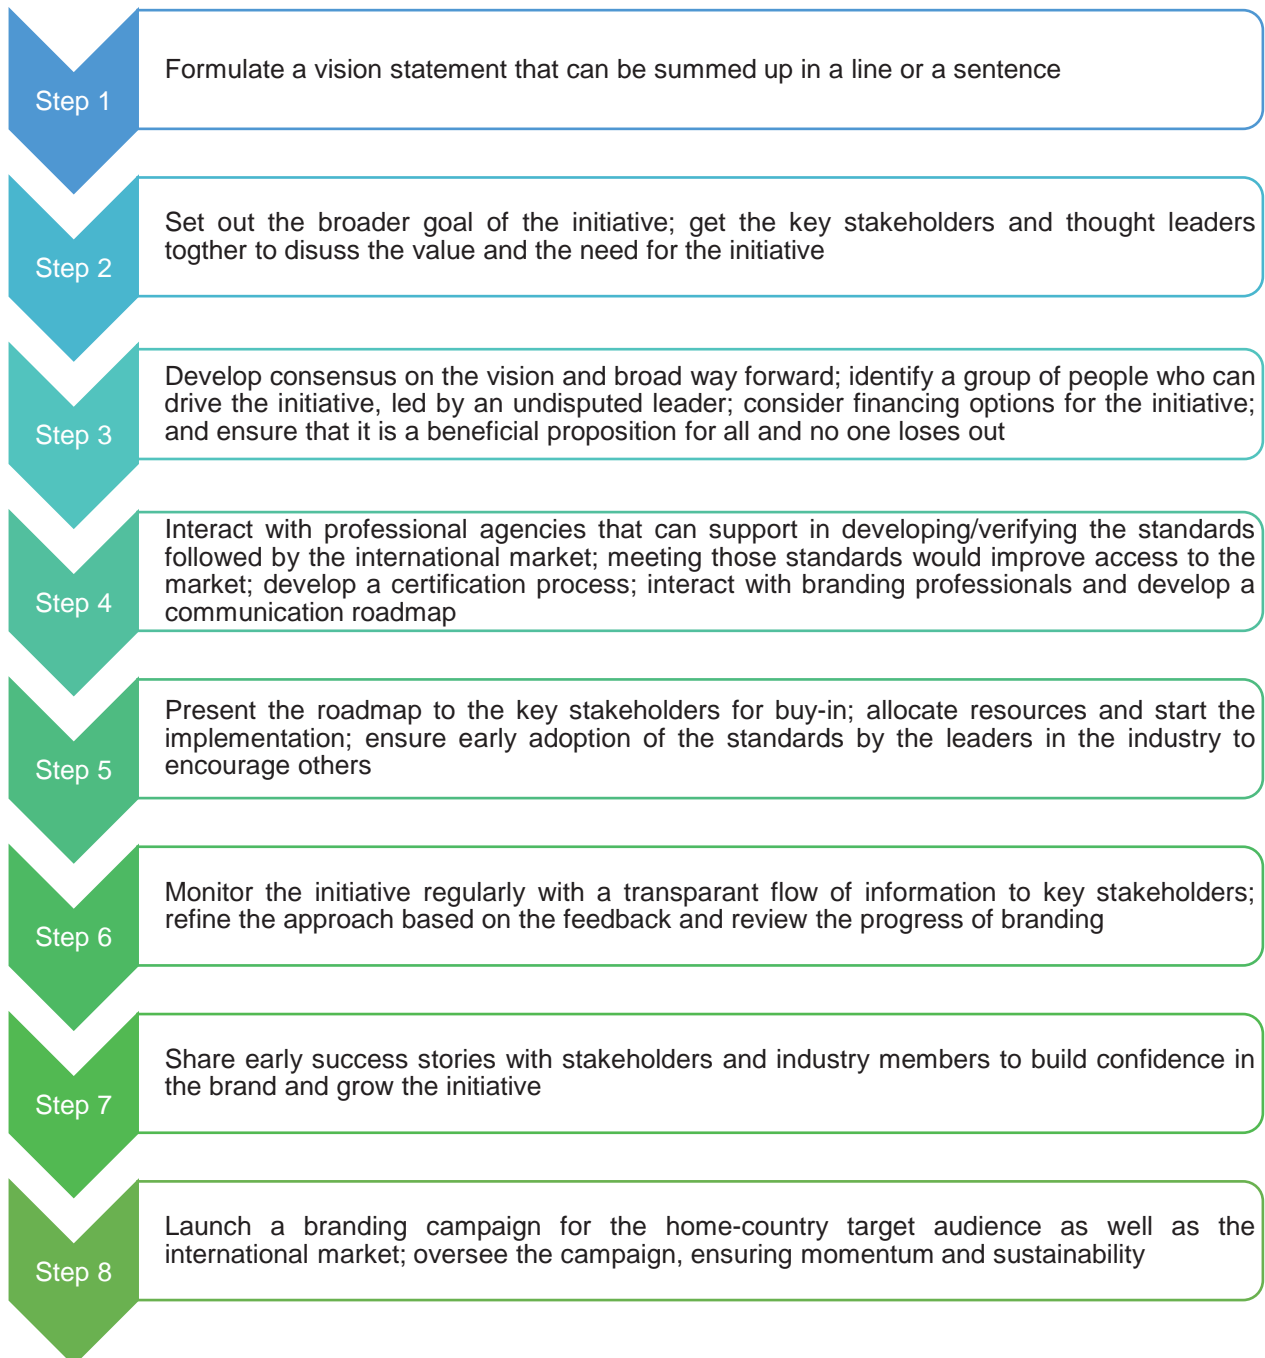 Step 1
Formulate a vision statement that can be summed up in a line or a sentence
Step 2
Set out the broader goal of the initiative; get the key stakeholders and thought leaders
togther to disuss the value and the need for the initiative
Step 3
Develop consensus on the vision and broad way forward; identify a group of people who can
drive the initiative, led by an undisputed leader; consider financing options for the initiative;
and ensure that it is a beneficial proposition for all and no one loses out
Step 4
Interact with professional agencies that can support in developing/verifying the standards
followed by the international market; meeting those standards would improve access to the
market; develop a certification process; interact with branding professionals and develop a
communication roadmap
Step 5
Present the roadmap to the key stakeholders for buy-in; allocate resources and start the
implementation; ensure early adoption of the standards by the leaders in the industry to
encourage others
Step 6
Monitor the initiative regularly with a transparant flow of information to key stakeholders;
refine the approach based on the feedback and review the progress of branding
Step 7
Share early success stories with stakeholders and industry members to build confidence in
the brand and grow the initiative
Step 8
Launch a branding campaign for the home-country target audience as well as the
international market; oversee the campaign, ensuring momentum and sustainability